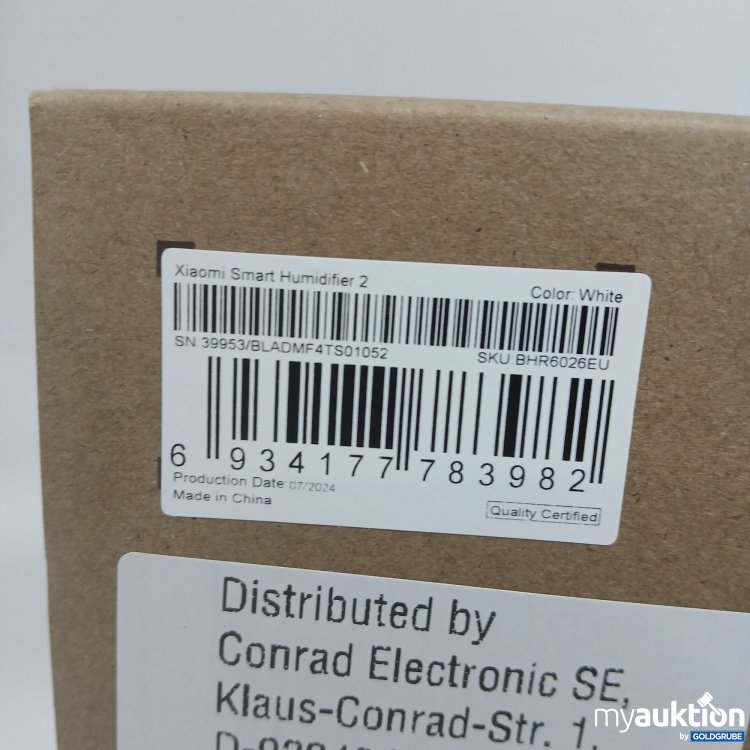 Xiaomi Smart Humidifier 2
Color: White
SN:39953/BLADMF4TS01052
SKU:BHR6026EU
6 934177 783982
Production Date 07/2024
Made in China
Quality Certified
Distributed by
Conrad Electronic SE,
Klaus-Conrad-Str. 1
myauktion
by GOLDGRUBE